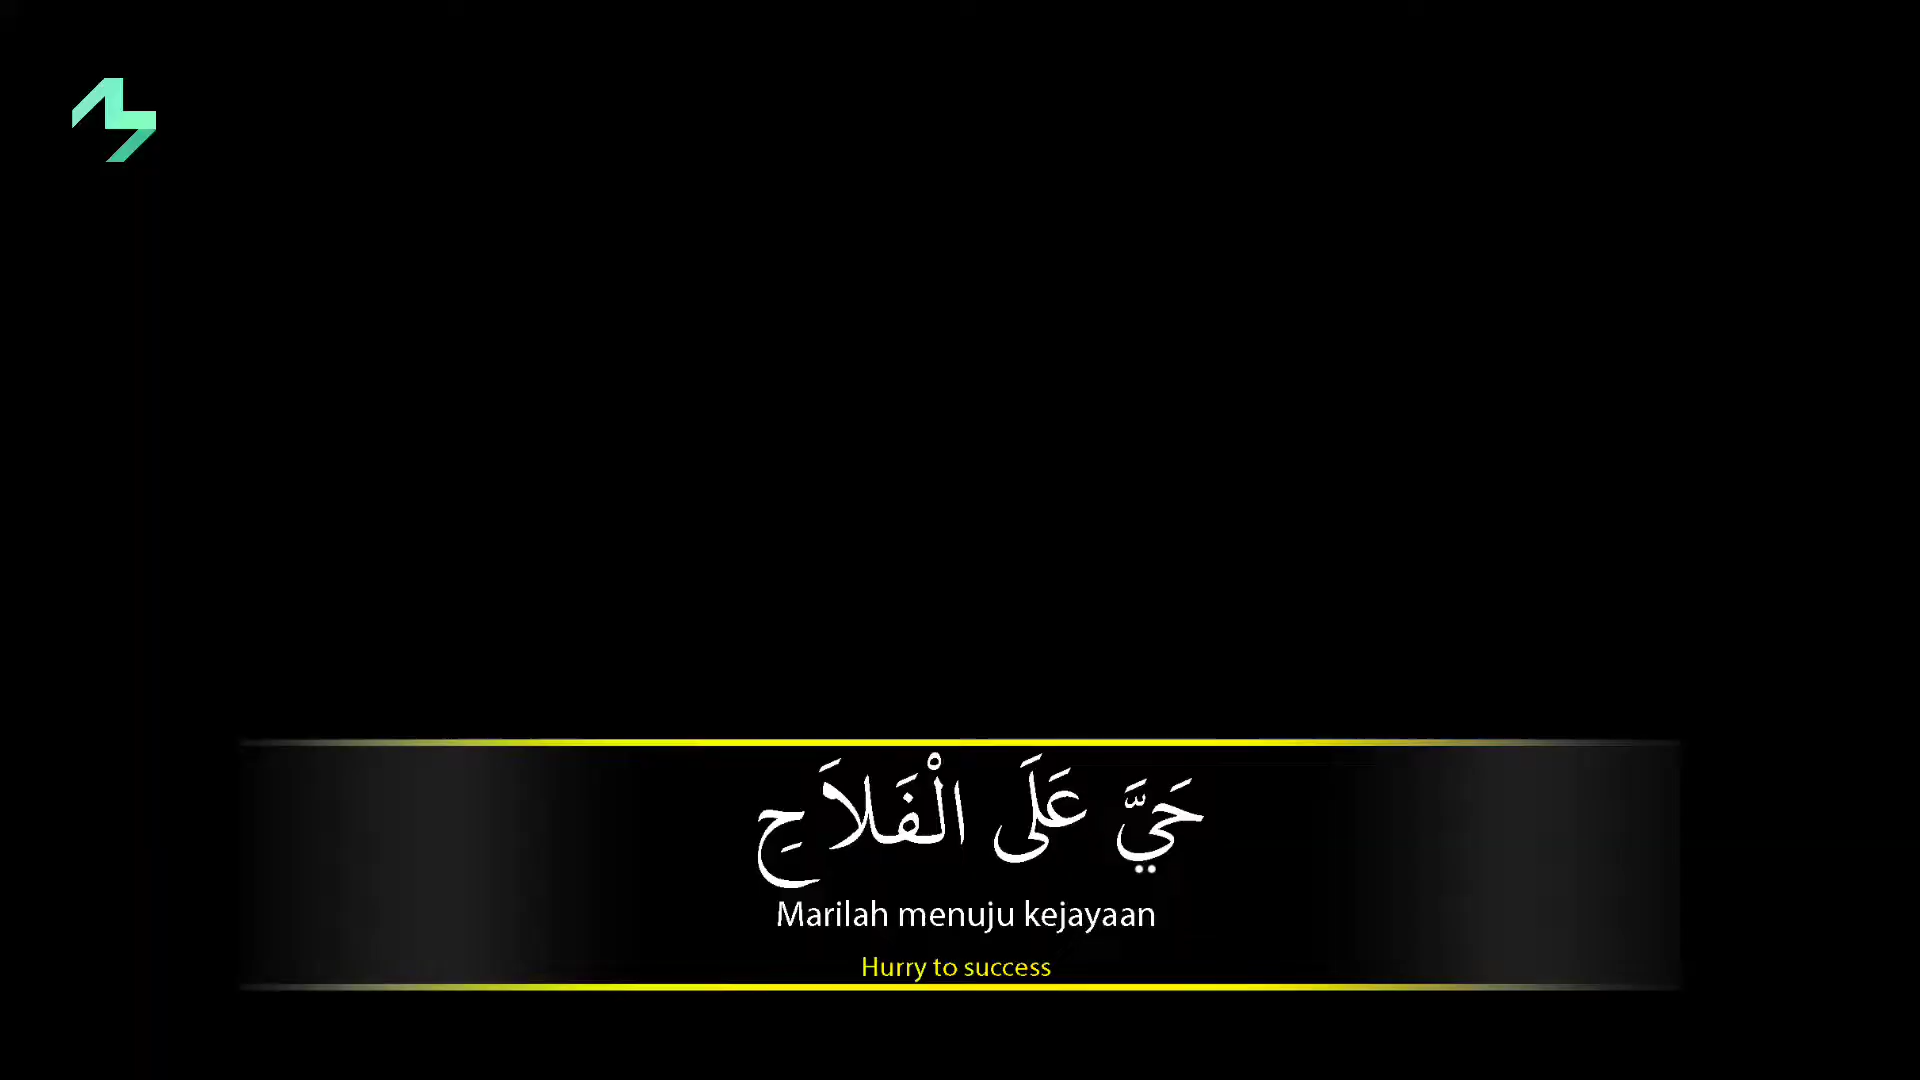 حَيَّ عَلَى الْفَلاَحِ
Marilah menuju kejayaan
Hurry to success